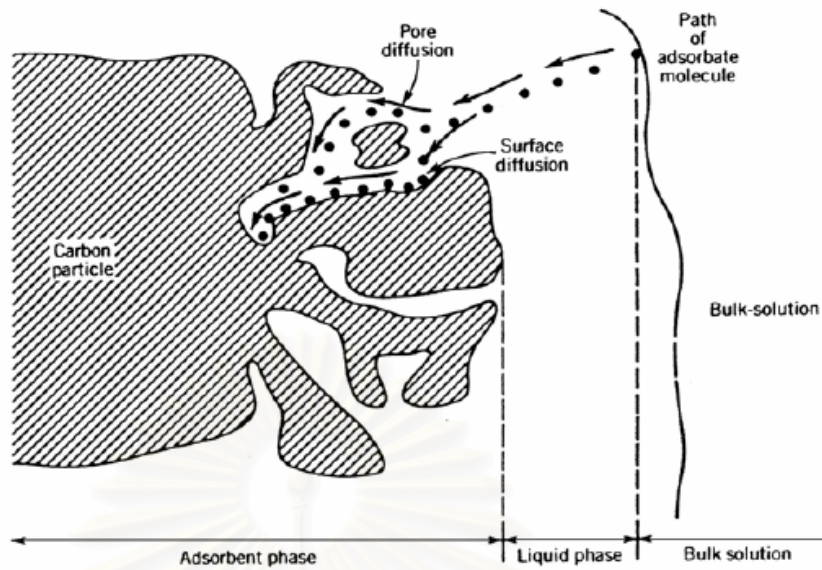 Path
of
adsorbate
molecule
Pore
diffusion
Surface
diffusion
Carbon
particle
Bulk-solution
Adsorbent phase
Liquid phase
Bulk solution